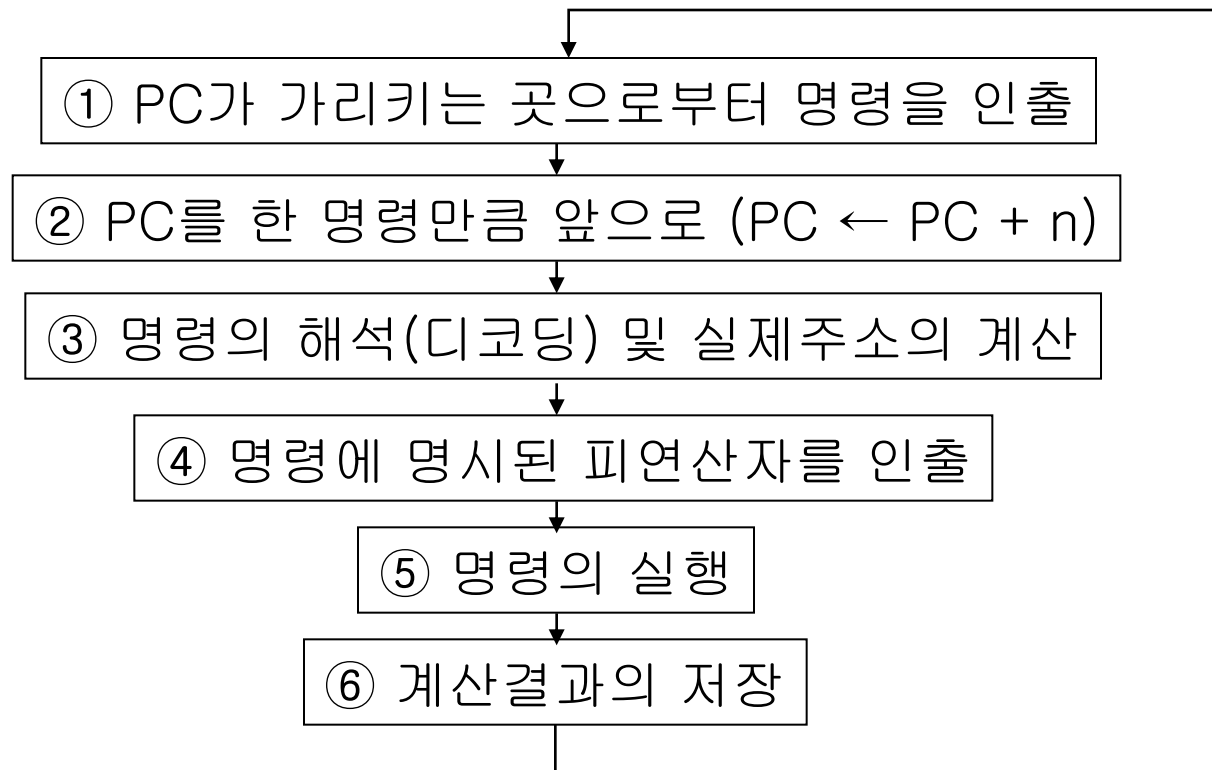 ① PC가 가리키는 곳으로부터 명령을 인출
② PC를 한 명령만큼 앞으로 (PC ← PC + n)
③ 명령의 해석(디코딩) 및 실제주소의 계산
④ 명령에 명시된 피연산자를 인출
⑤ 명령의 실행
⑥ 계산결과의 저장